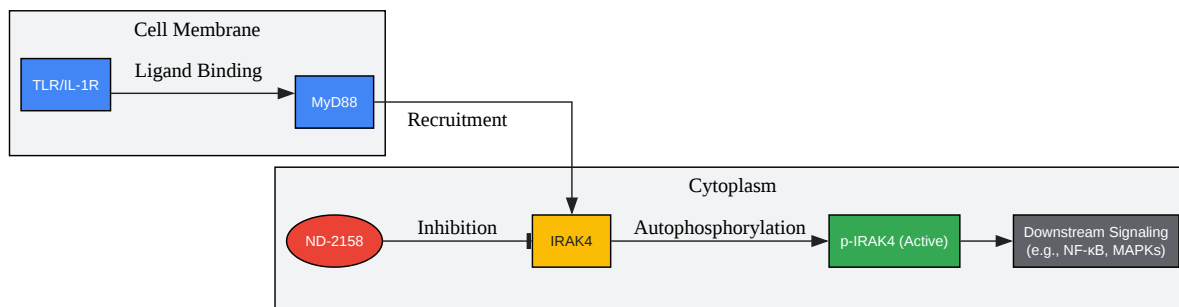 Cell Membrane
TLR/IL-1R
Ligand Binding
MyD88
Recruitment
Cytoplasm
ND-2158
Inhibition
IRAK4
Autophosphorylation
p-IRAK4 (Active)
Downstream Signaling
(e.g., NF-κB, MAPKs)